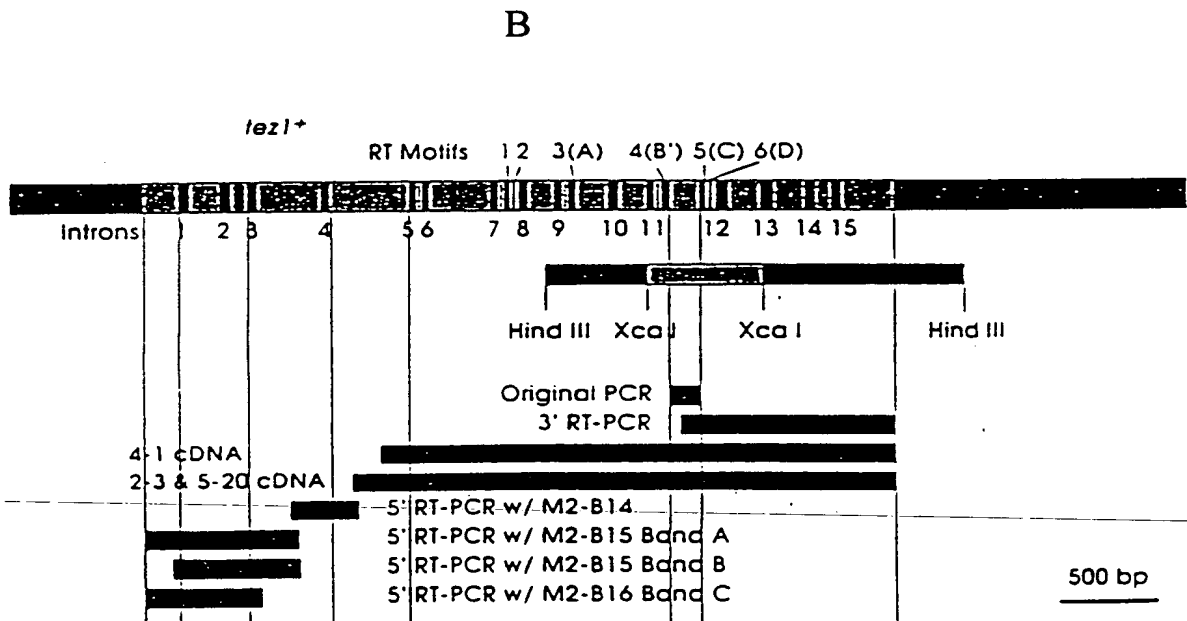 B
tez1+
RT Motifs 1 2 3(A) 4(B') 5(C) 6(D)
Introns 1 2 3 4 5 6 7 8 9 10 11 12 13 14 15
Hind III Xca I Xca I Hind III
Original PCR
3' RT-PCR
4-1 cDNA
2-3 & 5-20 cDNA
5' RT-PCR w/ M2-B14
5' RT-PCR w/ M2-B15 Band A
5' RT-PCR w/ M2-B15 Band B
5' RT-PCR w/ M2-B16 Band C
500 bp